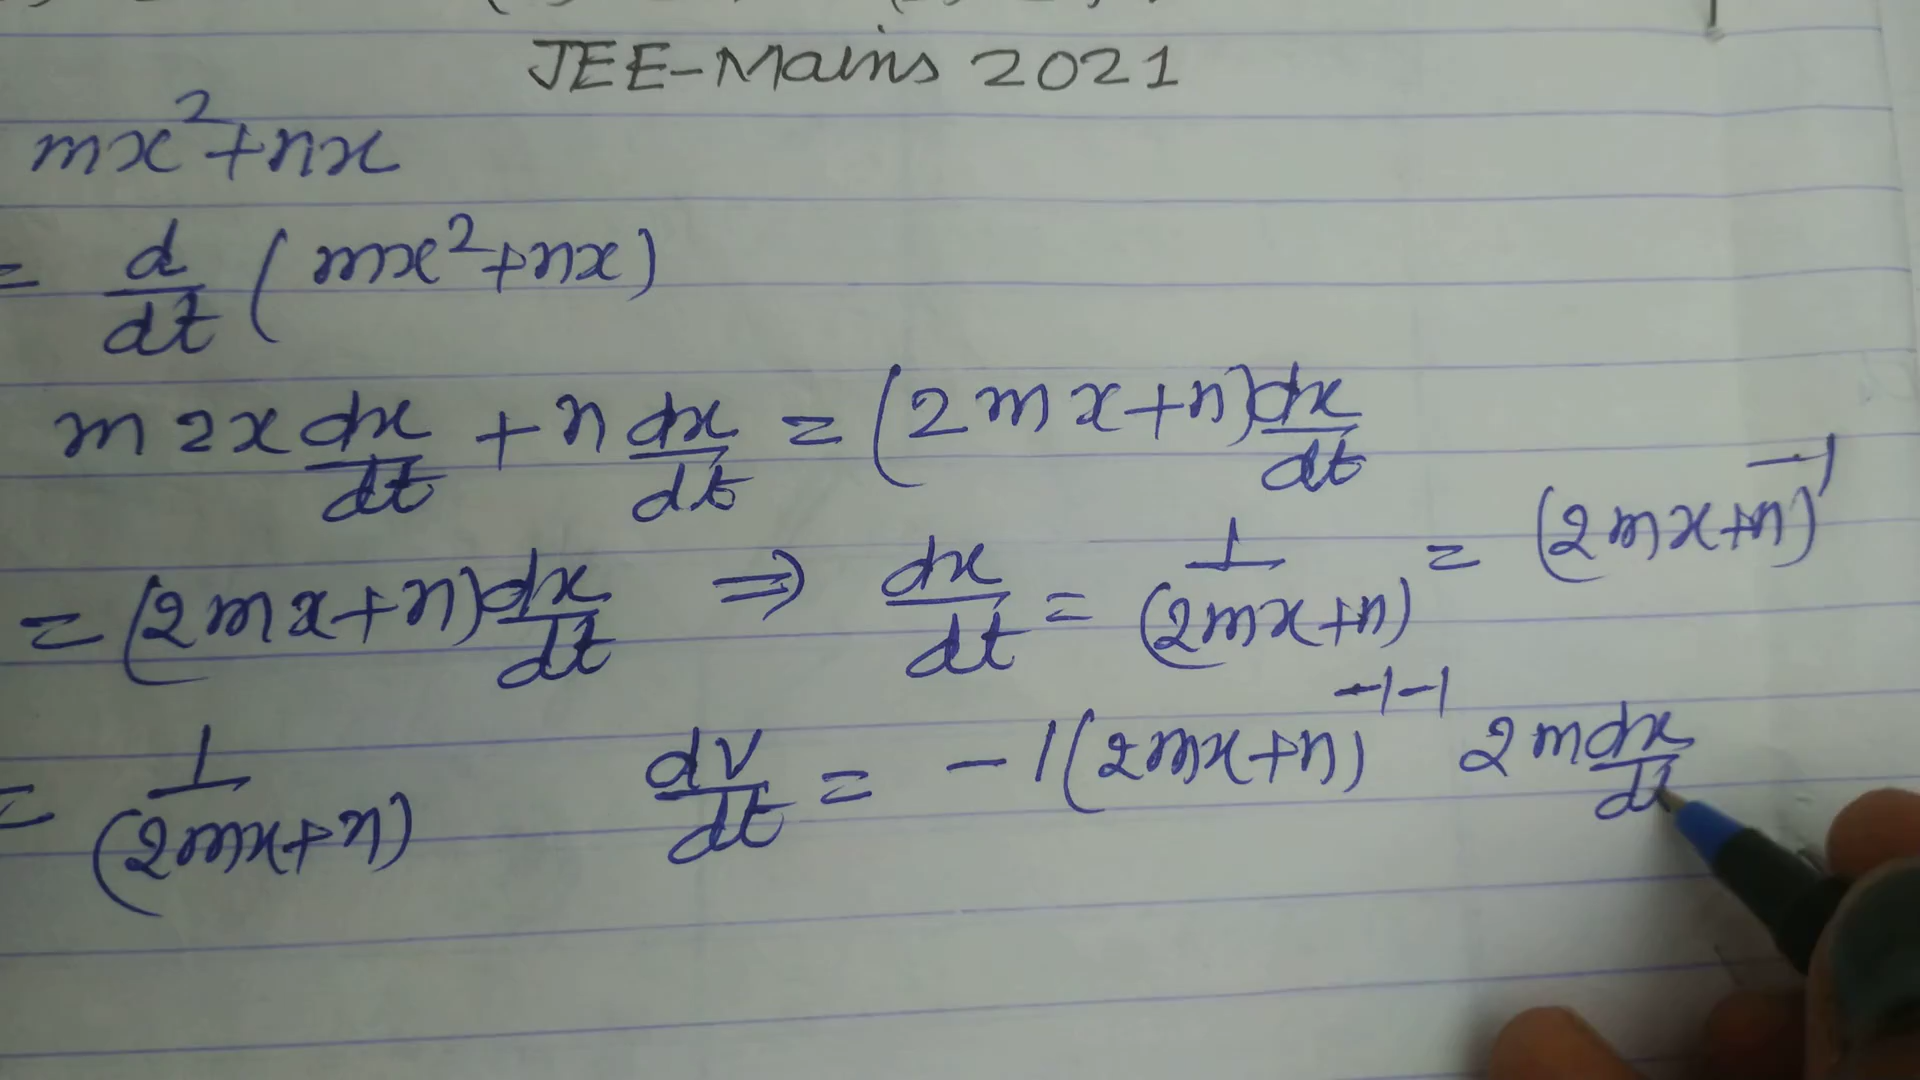 JEE-Mains 2021
mx²+nx
= d/dt (mx²+nx)
m2x dx/dt + n dx/dt = (2mx+n) dx/dt
= (2mx+n) dx/dt ⇒ dx/dt = 1/(2mx+n) = (2mx+n)⁻¹
= 1/(2mx+n) dv/dt = -1(2mx+n)⁻¹⁻¹ 2m dx/dt